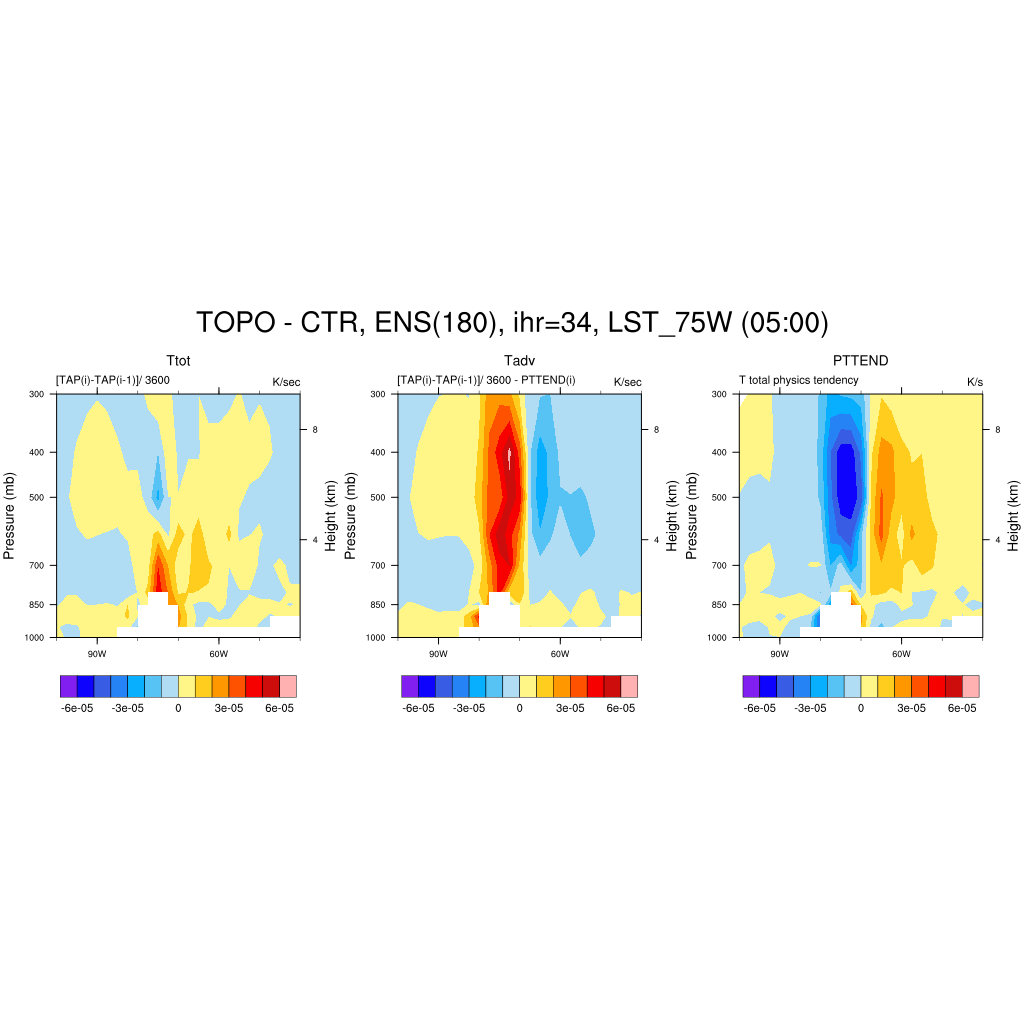 TOPO - CTR, ENS(180), ihr=34, LST_75W (05:00)
Ttot
[TAP(i)-TAP(i-1)]/ 3600 K/sec
300
400
500
700
850
1000
Pressure (mb)
8
4
Height (km)
90W 60W
-6e-05 -3e-05 0 3e-05 6e-05
Tadv
[TAP(i)-TAP(i-1)]/ 3600 - PTTEND(i) K/sec
300
400
500
700
850
1000
Pressure (mb)
8
4
Height (km)
90W 60W
-6e-05 -3e-05 0 3e-05 6e-05
PTTEND
T total physics tendency K/s
300
400
500
700
850
1000
Pressure (mb)
8
4
Height (km)
90W 60W
-6e-05 -3e-05 0 3e-05 6e-05